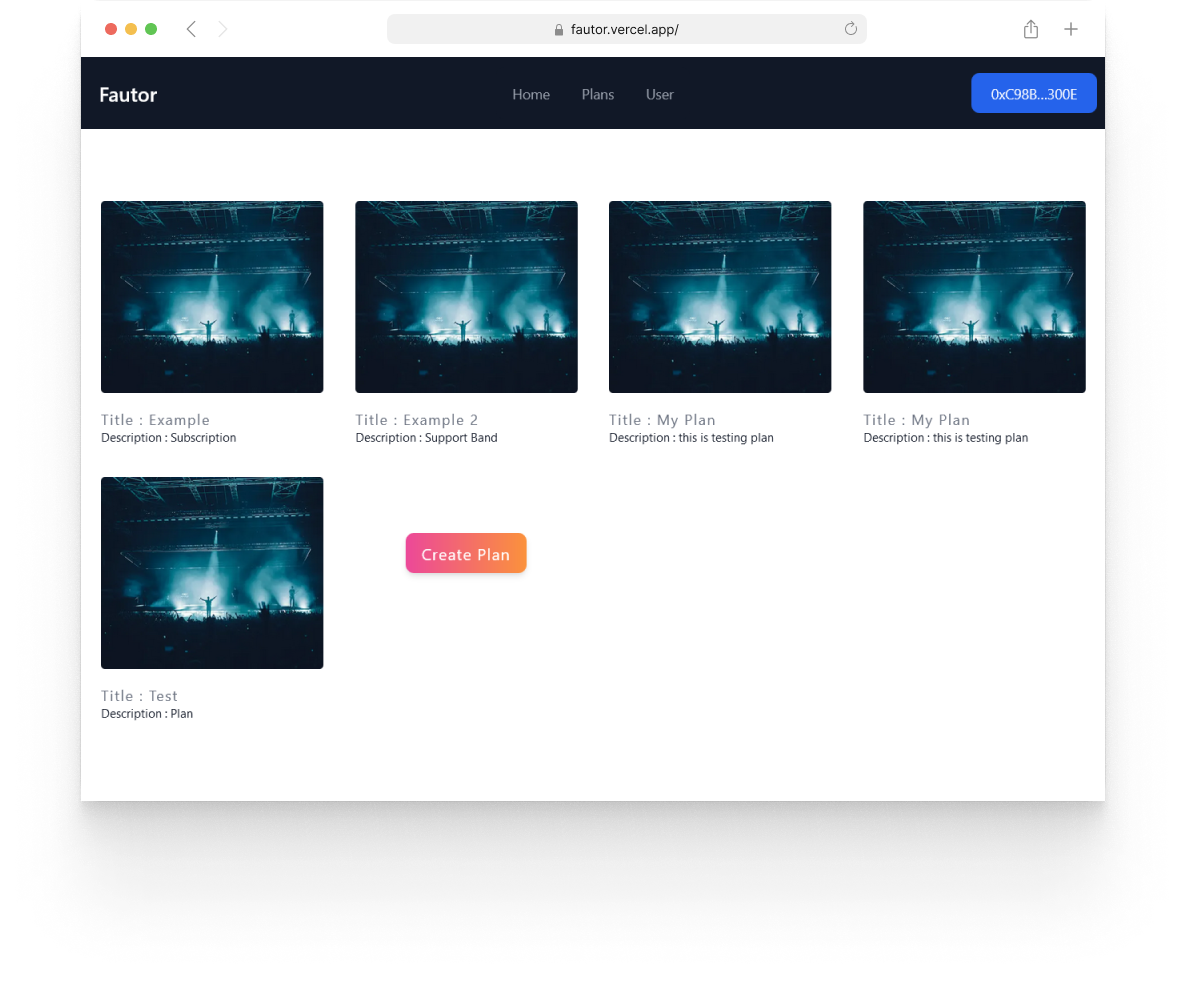 fautor.vercel.app/
Fautor
Home Plans User
0xC98B...300E
Title : Example
Description : Subscription
Title : Example 2
Description : Support Band
Title : My Plan
Description : this is testing plan
Title : My Plan
Description : this is testing plan
Title : Test
Description : Plan
Create Plan